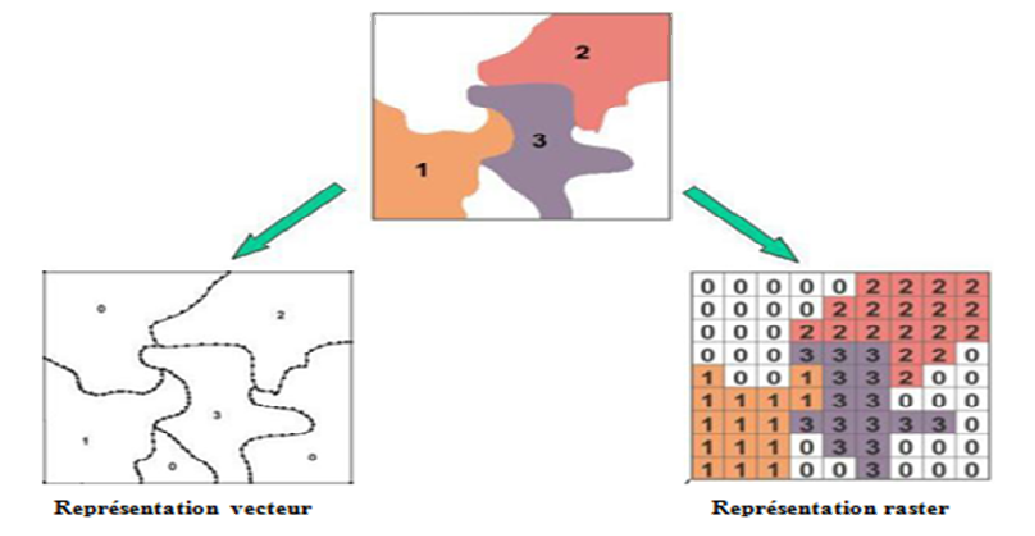 2
3
1
0
2
3
1
0
0
0 0 0 0 0 2 2 2 2
0 0 0 0 2 2 2 2 2
0 0 0 2 2 2 2 2 2
0 0 0 3 3 3 2 2 0
1 0 0 1 3 3 2 0 0
1 1 1 1 3 3 0 0 0
1 1 1 3 3 3 3 3 0
1 1 1 0 3 3 0 0 0
1 1 1 0 0 3 0 0 0
Représentation vecteur
Représentation raster